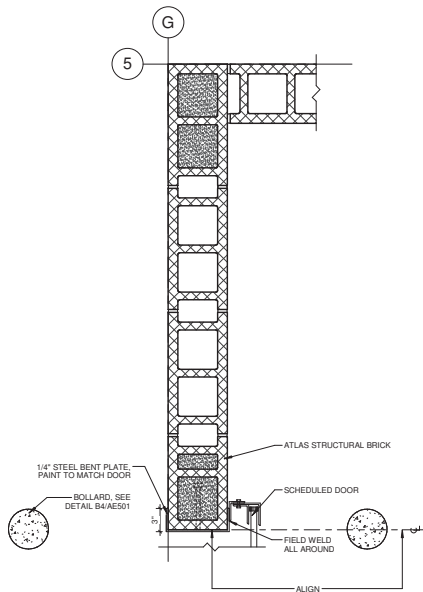 G
5
ATLAS STRUCTURAL BRICK
1/4" STEEL BENT PLATE,
PAINT TO MATCH DOOR
SCHEDULED DOOR
BOLLARD, SEE
DETAIL B4/AE501
3"
FIELD WELD
ALL AROUND
℄
ALIGN